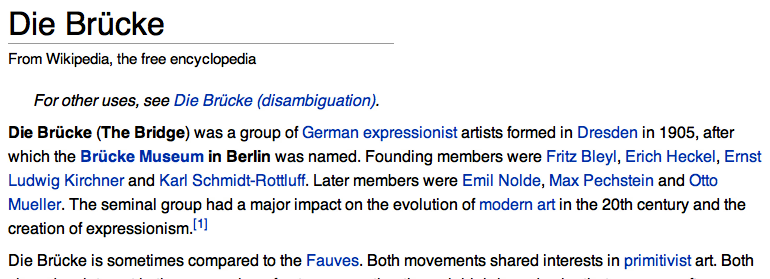 Die Brücke
From Wikipedia, the free encyclopedia
For other uses, see Die Brücke (disambiguation).
Die Brücke (The Bridge) was a group of German expressionist artists formed in Dresden in 1905, after
which the Brücke Museum in Berlin was named. Founding members were Fritz Bleyl, Erich Heckel, Ernst
Ludwig Kirchner and Karl Schmidt-Rottluff. Later members were Emil Nolde, Max Pechstein and Otto
Mueller. The seminal group had a major impact on the evolution of modern art in the 20th century and the
creation of expressionism.[1]
Die Brücke is sometimes compared to the Fauves. Both movements shared interests in primitivist art. Both